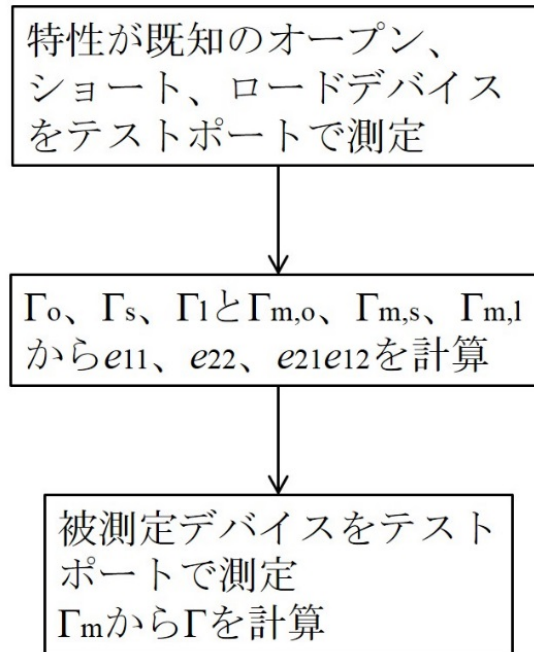 特性が既知のオープン、
ショート、ロードデバイス
をテストポートで測定
Γo、Γs、ΓlとΓm,o、Γm,s、Γm,l
からe11、e22、e21e12を計算
被測定デバイスをテスト
ポートで測定
ΓmからΓを計算